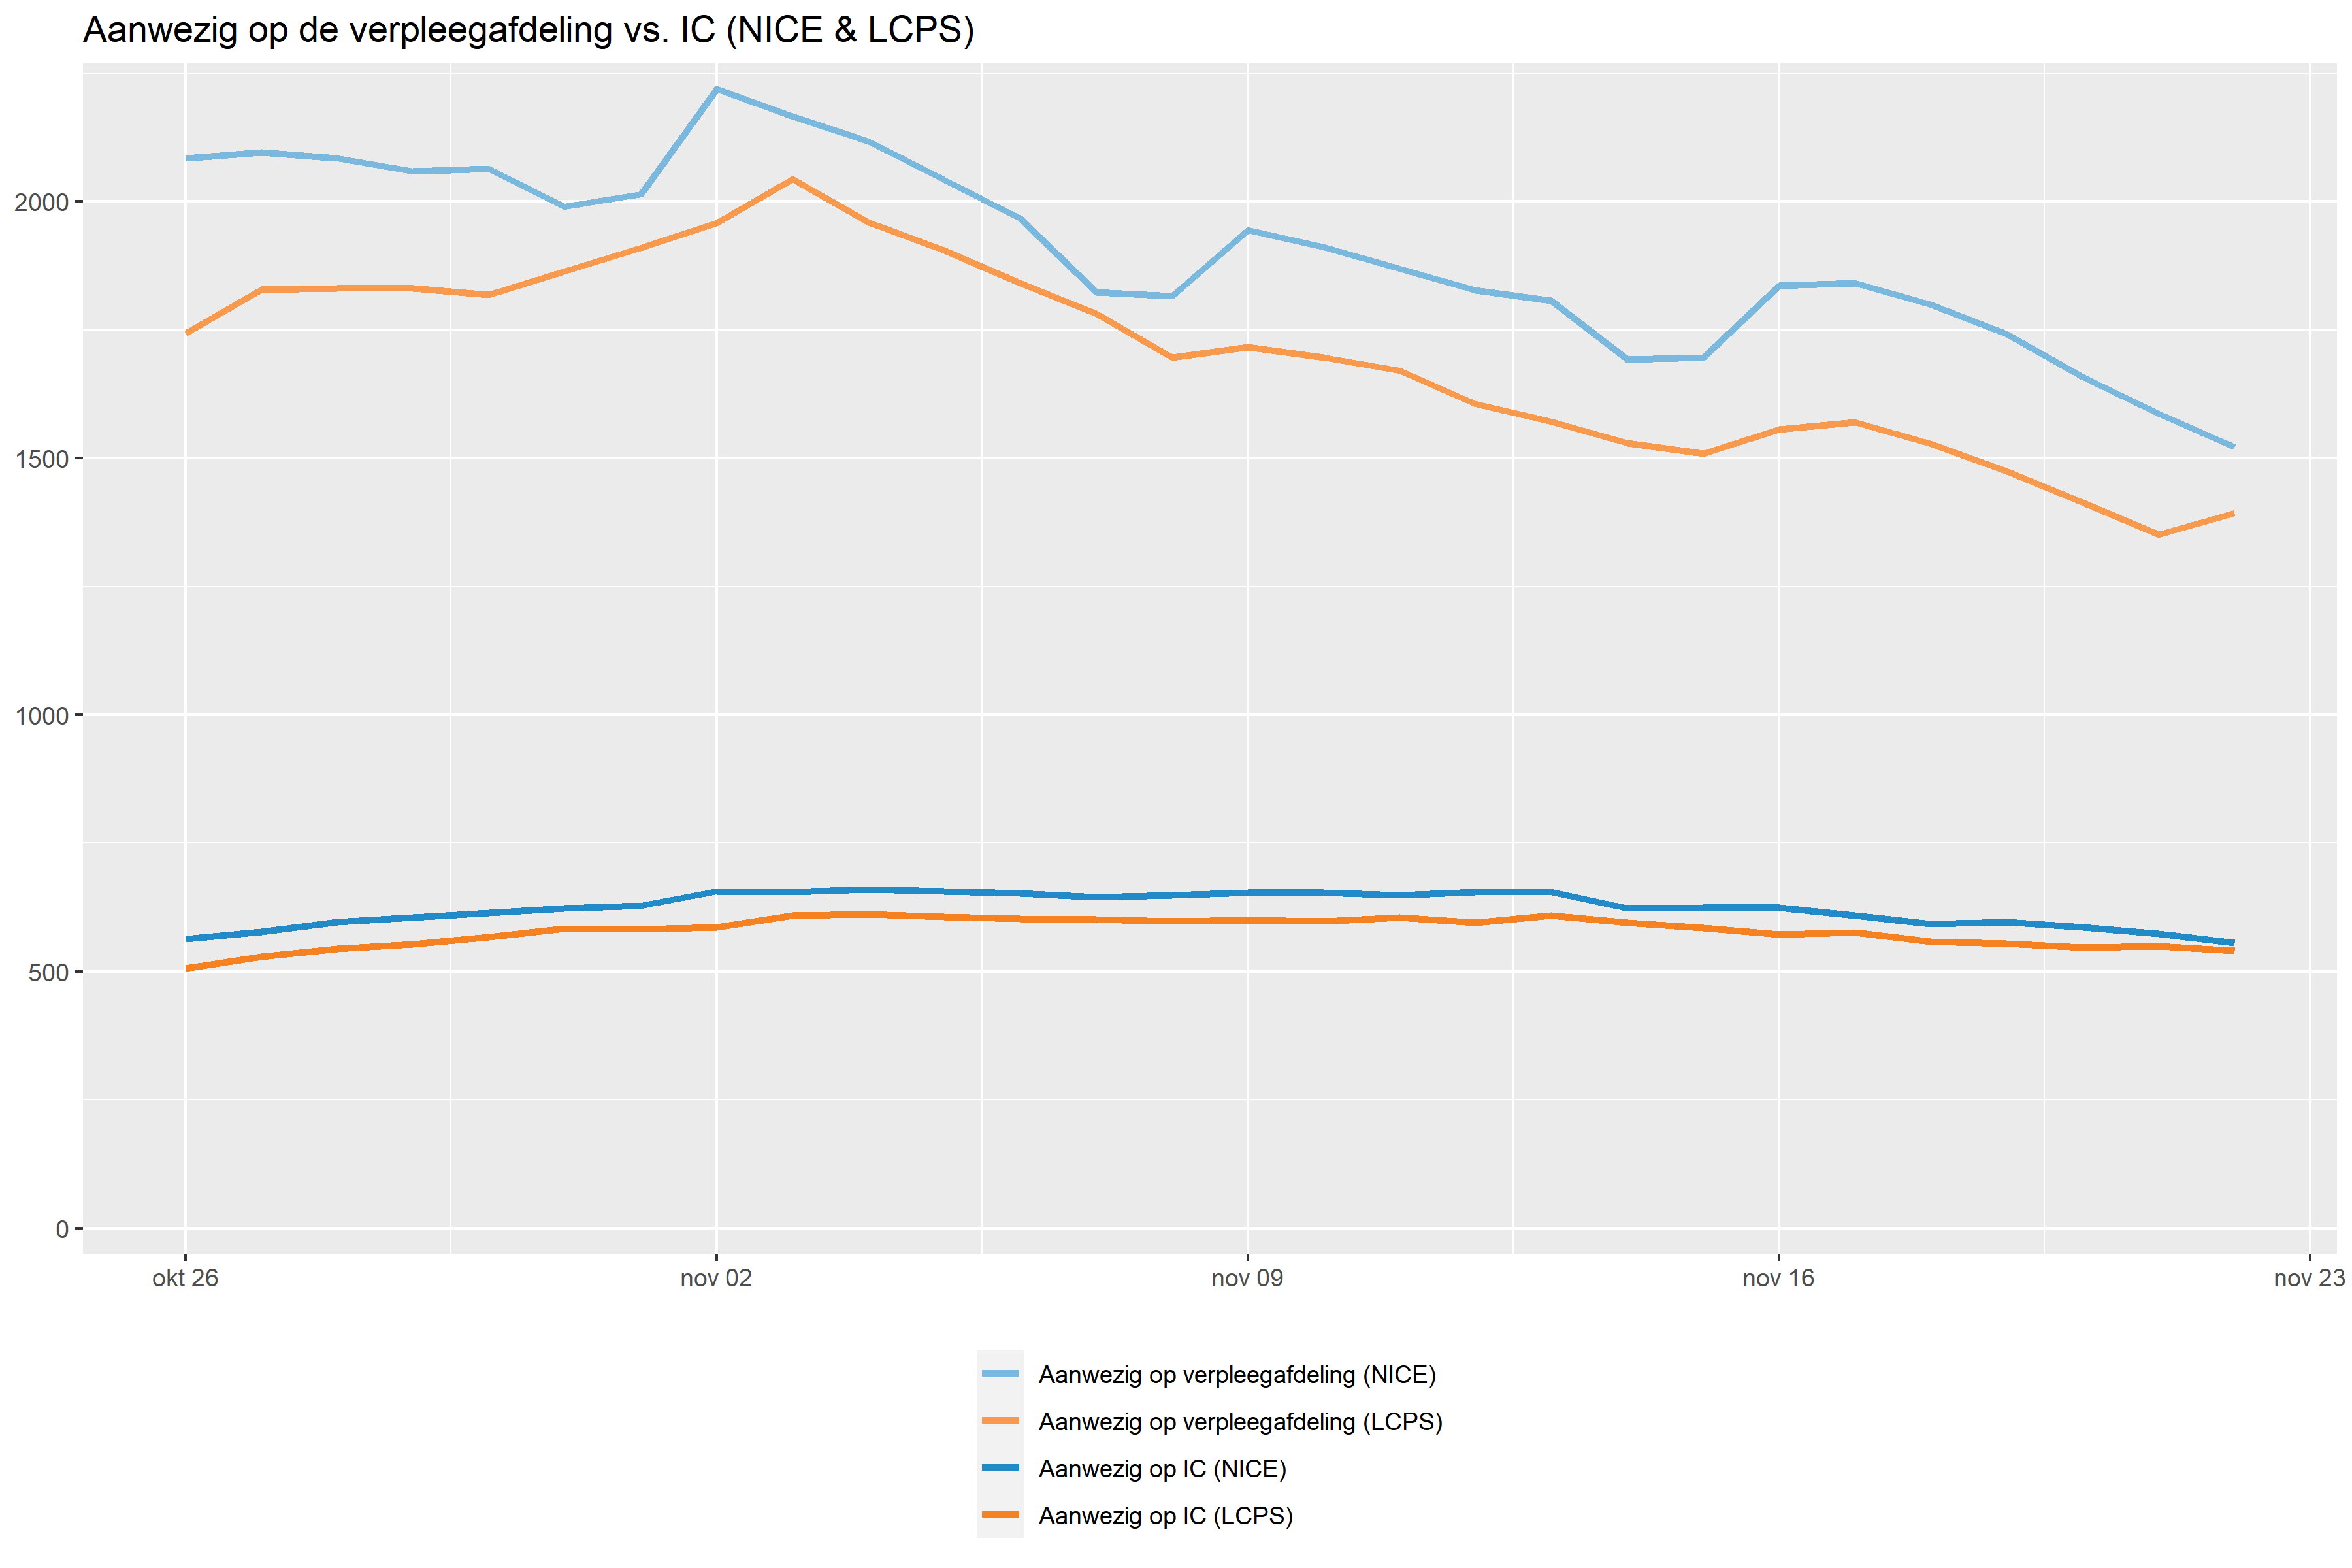 Aanwezig op de verpleegafdeling vs. IC (NICE & LCPS)
2000
1500
1000
500
0
okt 26 nov 02 nov 09 nov 16 nov 23
Aanwezig op verpleegafdeling (NICE)
Aanwezig op verpleegafdeling (LCPS)
Aanwezig op IC (NICE)
Aanwezig op IC (LCPS)